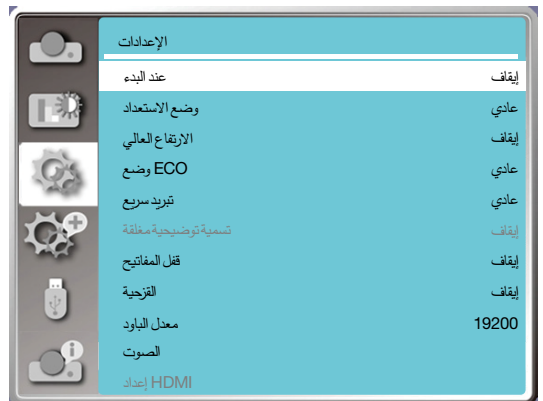 الإعدادات
عند البدء إيقاف
وضع الاستعداد عادي
الارتفاع العالي إيقاف
ECO وضع عادي
تبريد سريع عادي
تسمية توضيحية مغلقة إيقاف
قفل المفاتيح إيقاف
القزحية إيقاف
معدل الباود 19200
الصوت
HDMI إعداد